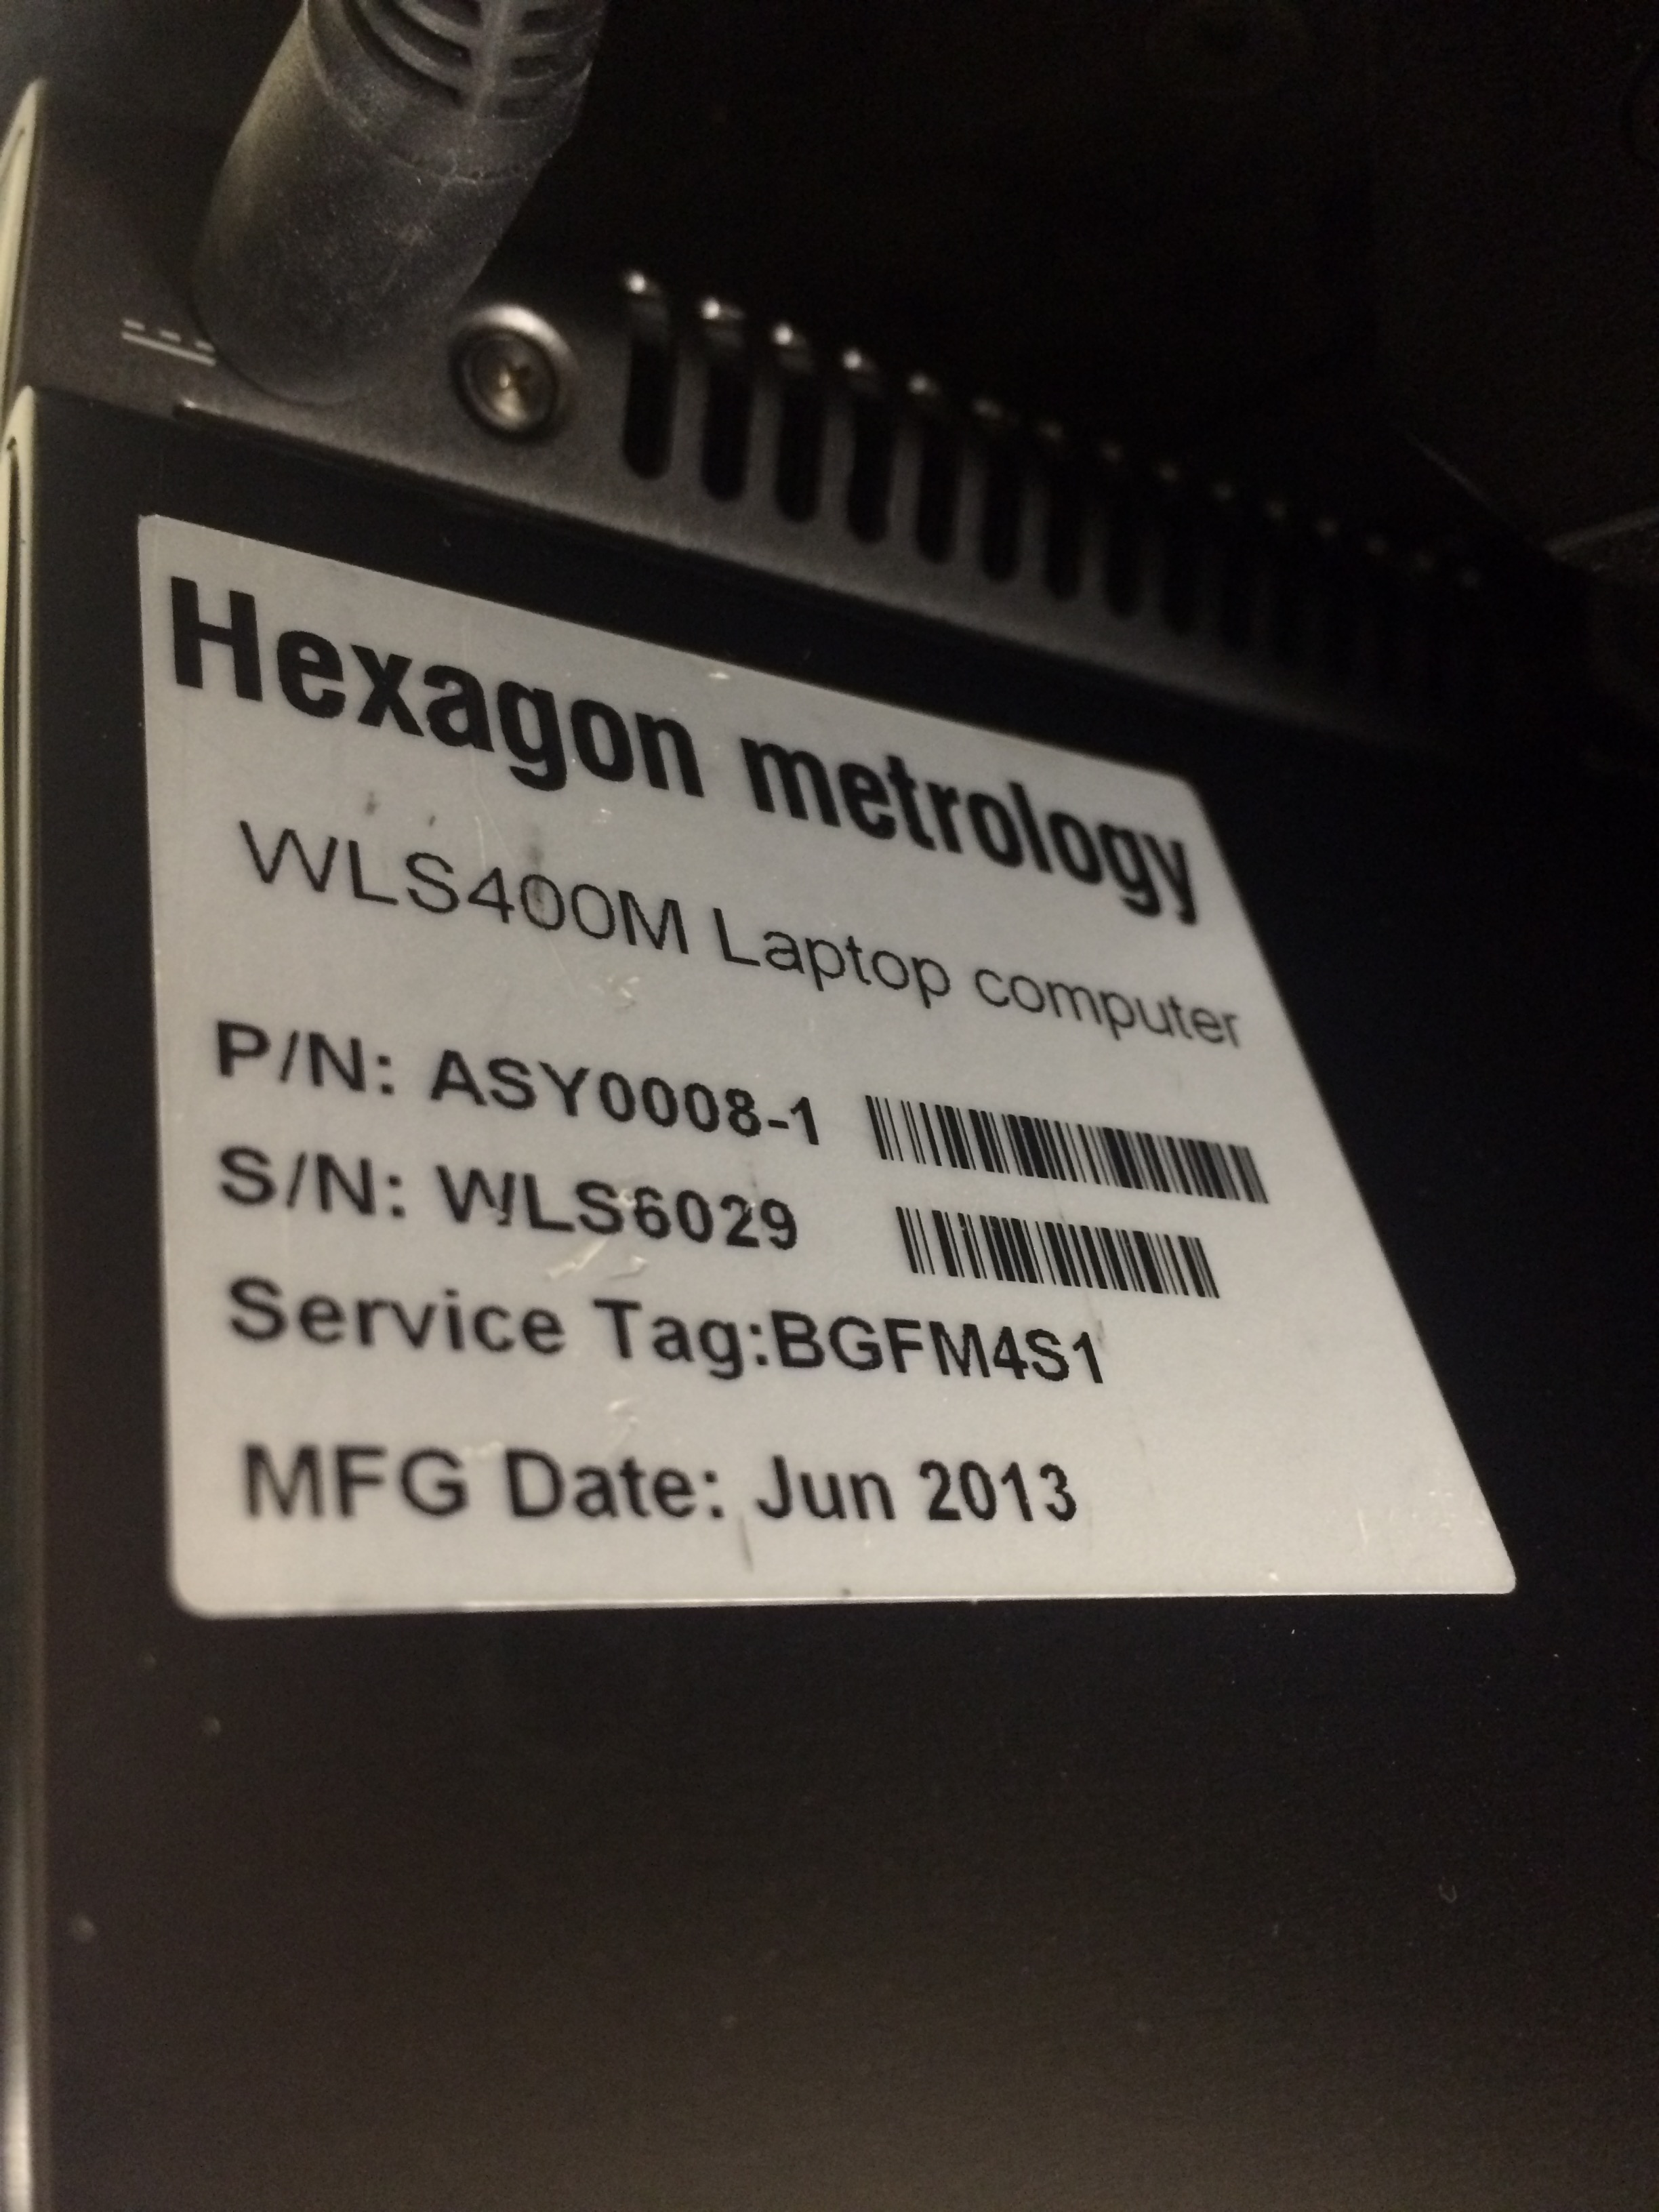 Hexagon metrology
WLS400M Laptop computer
P/N: ASY0008-1
S/N: WLS6029
Service Tag:BGFM4S1
MFG Date: Jun 2013